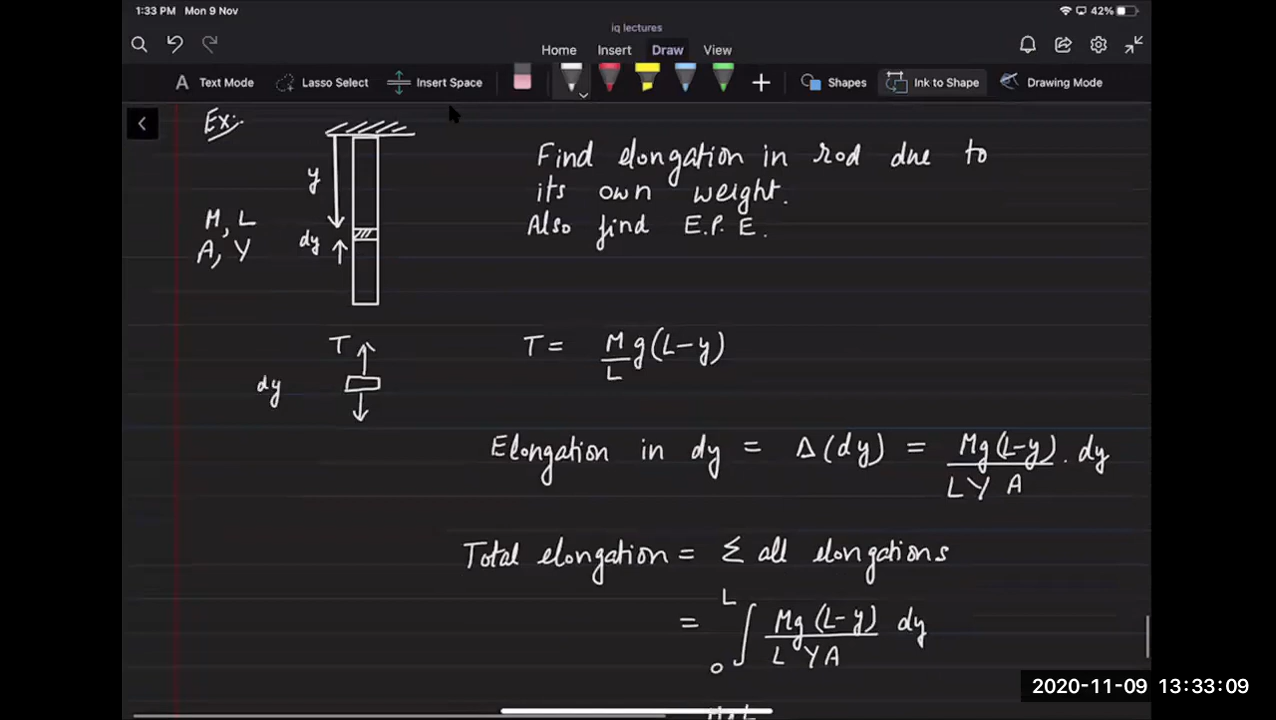 1:33 PM Mon 9 Nov
42%
iq lectures
Home Insert Draw View
Text Mode Lasso Select Insert Space Shapes Ink to Shape Drawing Mode
Ex:
Find elongation in rod due to
its own weight.
Also find E.P.E.
y
M, L
A, Y
dy
T
T = M/L g(L-y)
dy
Elongation in dy = Δ(dy) = Mg(L-y)/LYA . dy
Total elongation = Σ all elongations
= ∫₀ᴸ Mg(L-y)/LYA dy
2020-11-09 13:33:09